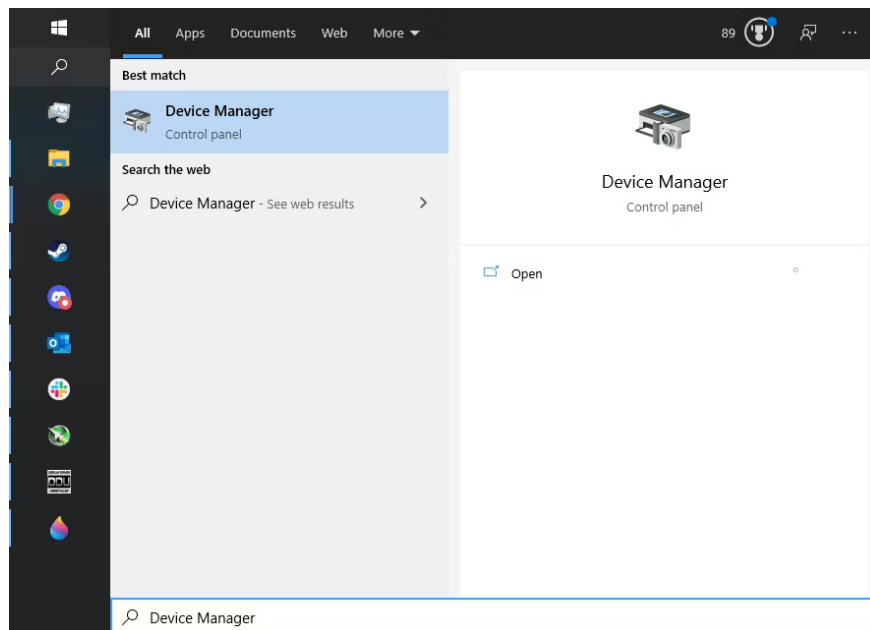 All Apps Documents Web More 89
Best match
Device Manager
Control panel
Search the web
Device Manager - See web results
Device Manager
Control panel
Open
DDU
Device Manager